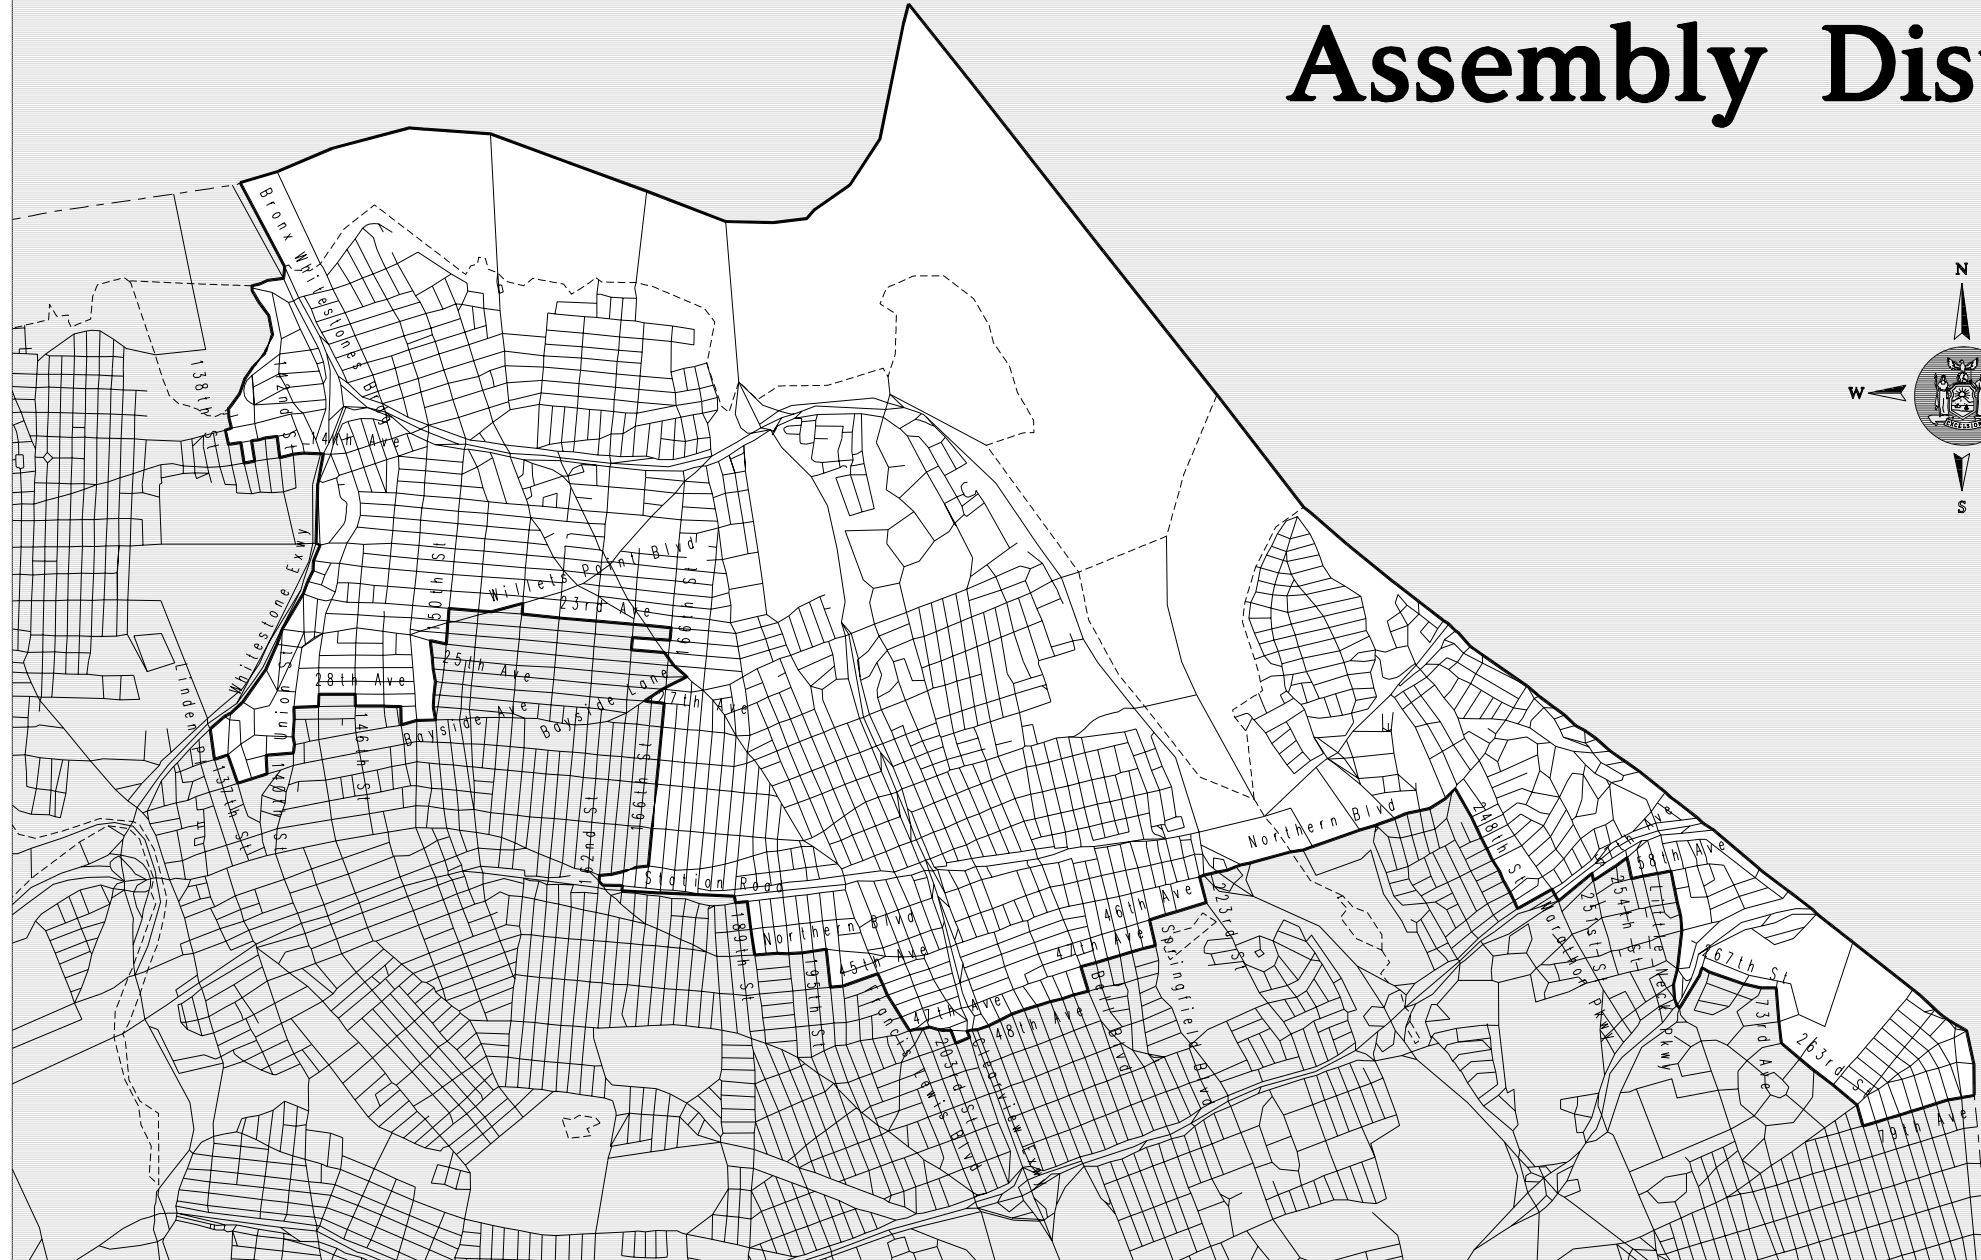 Assembly Dis
N
W
S
EXCELSIOR
Bronx Whitestones Brdg
138th St
142nd St
14th Ave
Whitestone Exwy
150th St
Willets Point Blvd
23rd Ave
166th St
25th Ave
28th Ave
Union St
Linden Pl
Bayside Ave
Bayside Lane
27th Ave
146th St
137th St
140th St
166th St
162nd St
Station Road
Northern Blvd
248th St
58th Ave
251st St
254th St
Little Neck Pkwy
Marathon Pkwy
189th St
Northern Blvd
195th St
45th Ave
46th Ave
223rd St
Springfield Blvd
Bell Blvd
47th Ave
48th Ave
Francis Lewis Blvd
203rd St
Clearview Exwy
267th St
73rd Ave
263rd St
79th Ave